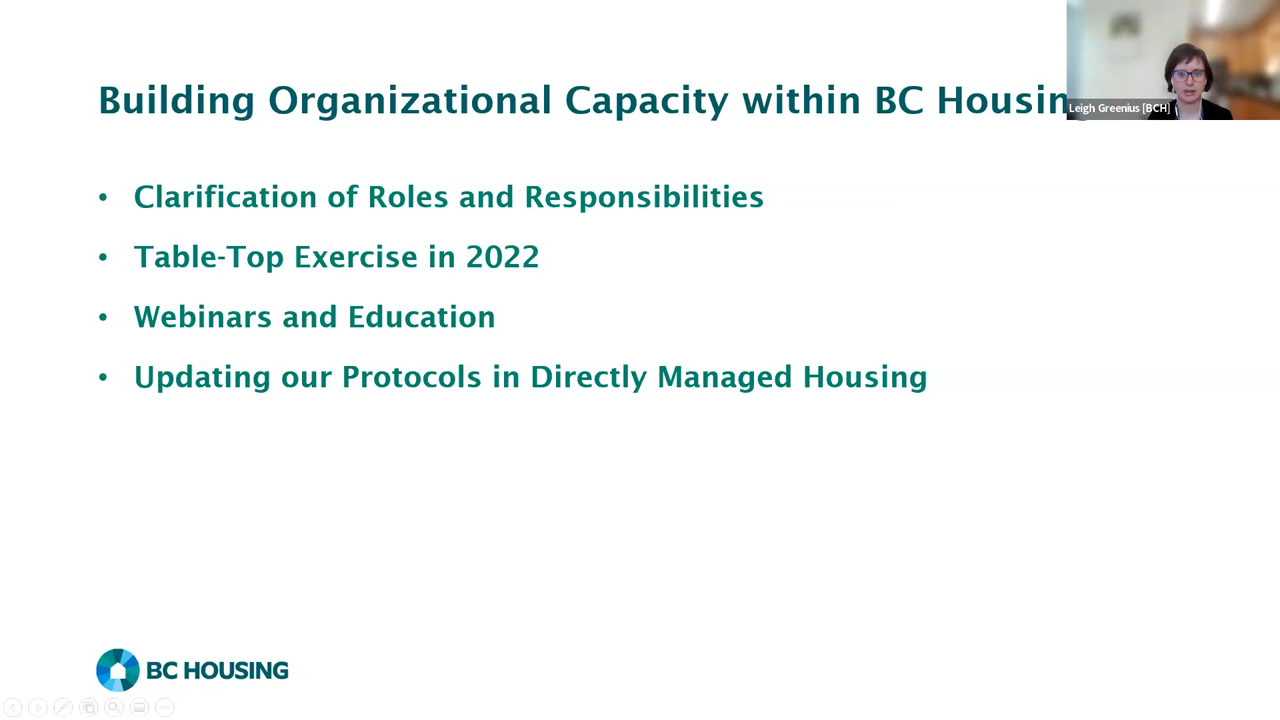 Building Organizational Capacity within BC Housing
Leigh Greenius [BCH]
• Clarification of Roles and Responsibilities
• Table-Top Exercise in 2022
• Webinars and Education
• Updating our Protocols in Directly Managed Housing
BC HOUSING